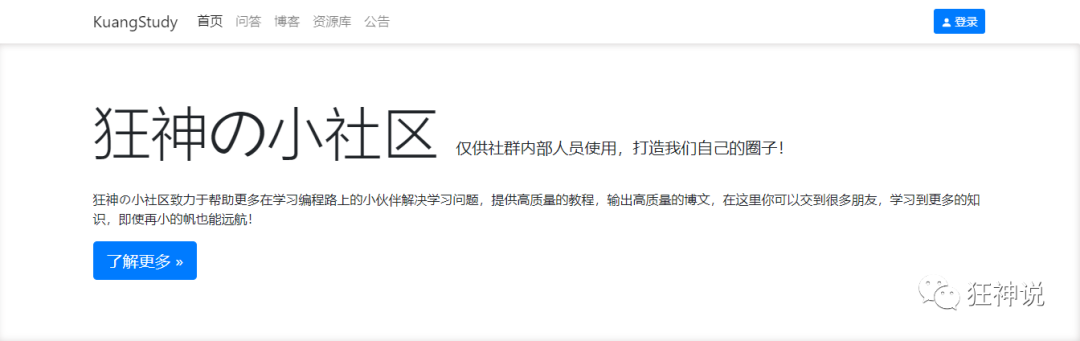 KuangStudy 首页 问答 博客 资源库 公告 登录
狂神の小社区 仅供社群内部人员使用，打造我们自己的圈子！
狂神の小社区致力于帮助更多在学习编程路上的小伙伴解决学习问题，提供高质量的教程，输出高质量的博文，在这里你可以交到很多朋友，学习到更多的知
识，即使再小的帆也能远航！
了解更多 »
狂神说